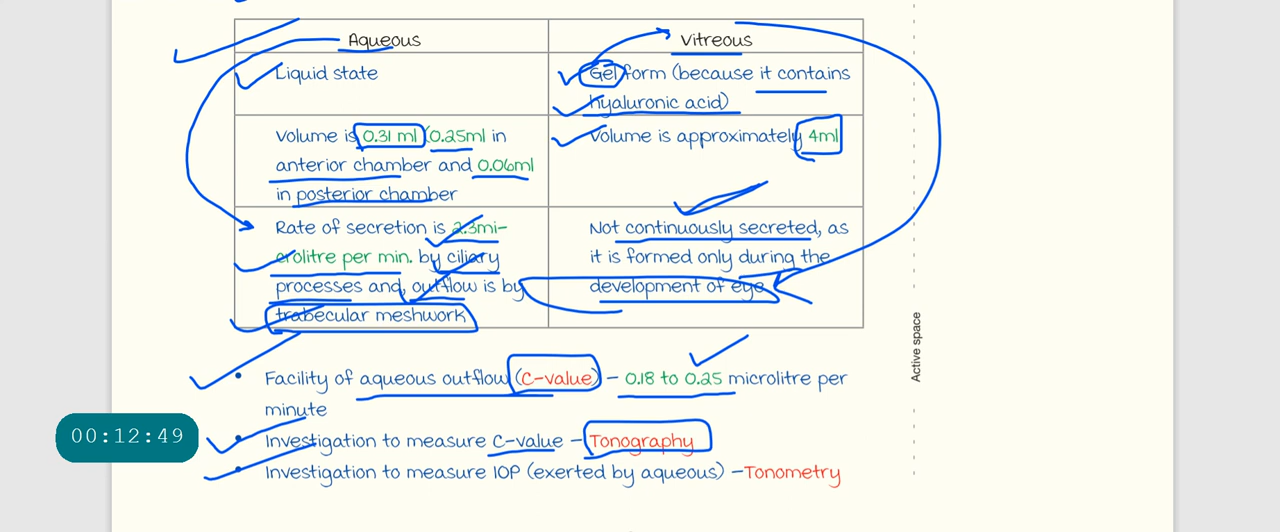 Aqueous
Vitreous
Liquid state
Gel form (because it contains
hyaluronic acid)
Volume is 0.31 ml (0.25ml in
anterior chamber and 0.06ml
in posterior chamber
Volume is approximately 4ml
Rate of secretion is 2.3mi-
crolitre per min. by ciliary
processes and, outflow is by
trabecular meshwork
Not continuously secreted, as
it is formed only during the
development of eye.
• Facility of aqueous outflow (C-value) – 0.18 to 0.25 microlitre per
minute
• Investigation to measure C-value – Tonography
• Investigation to measure IOP (exerted by aqueous) –Tonometry
Active space
00:12:49